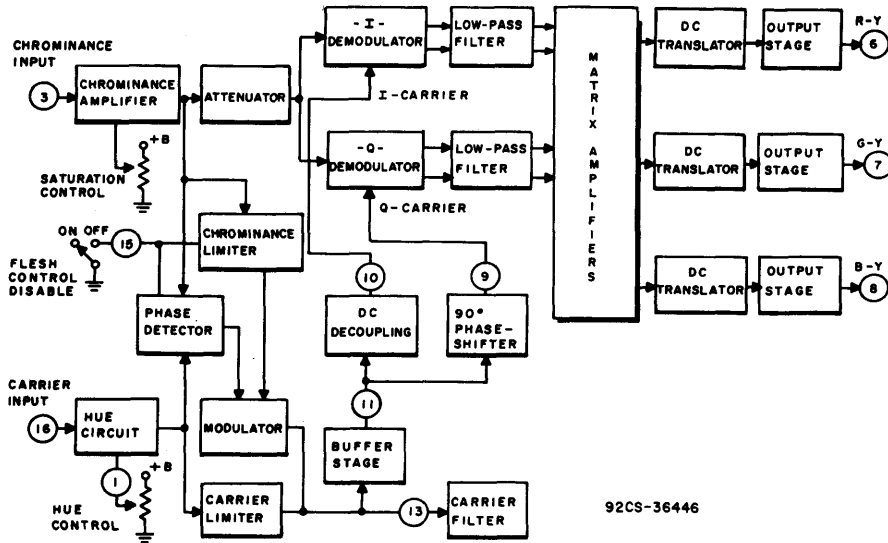 CHROMINANCE
INPUT
3
CHROMINANCE
AMPLIFIER
ATTENUATOR
-I-
DEMODULATOR
LOW-PASS
FILTER
MATRIX AMPLIFIERS
DC
TRANSLATOR
OUTPUT
STAGE
R-Y
6
I-CARRIER
+B
SATURATION
CONTROL
-Q-
DEMODULATOR
LOW-PASS
FILTER
DC
TRANSLATOR
OUTPUT
STAGE
G-Y
7
Q-CARRIER
ON OFF
15
FLESH
CONTROL
DISABLE
CHROMINANCE
LIMITER
PHASE
DETECTOR
10
9
DC
DECOUPLING
90°
PHASE-
SHIFTER
DC
TRANSLATOR
OUTPUT
STAGE
B-Y
8
CARRIER
INPUT
16
HUE
CIRCUIT
MODULATOR
11
BUFFER
STAGE
1
+B
HUE
CONTROL
CARRIER
LIMITER
13
CARRIER
FILTER
92CS-36446